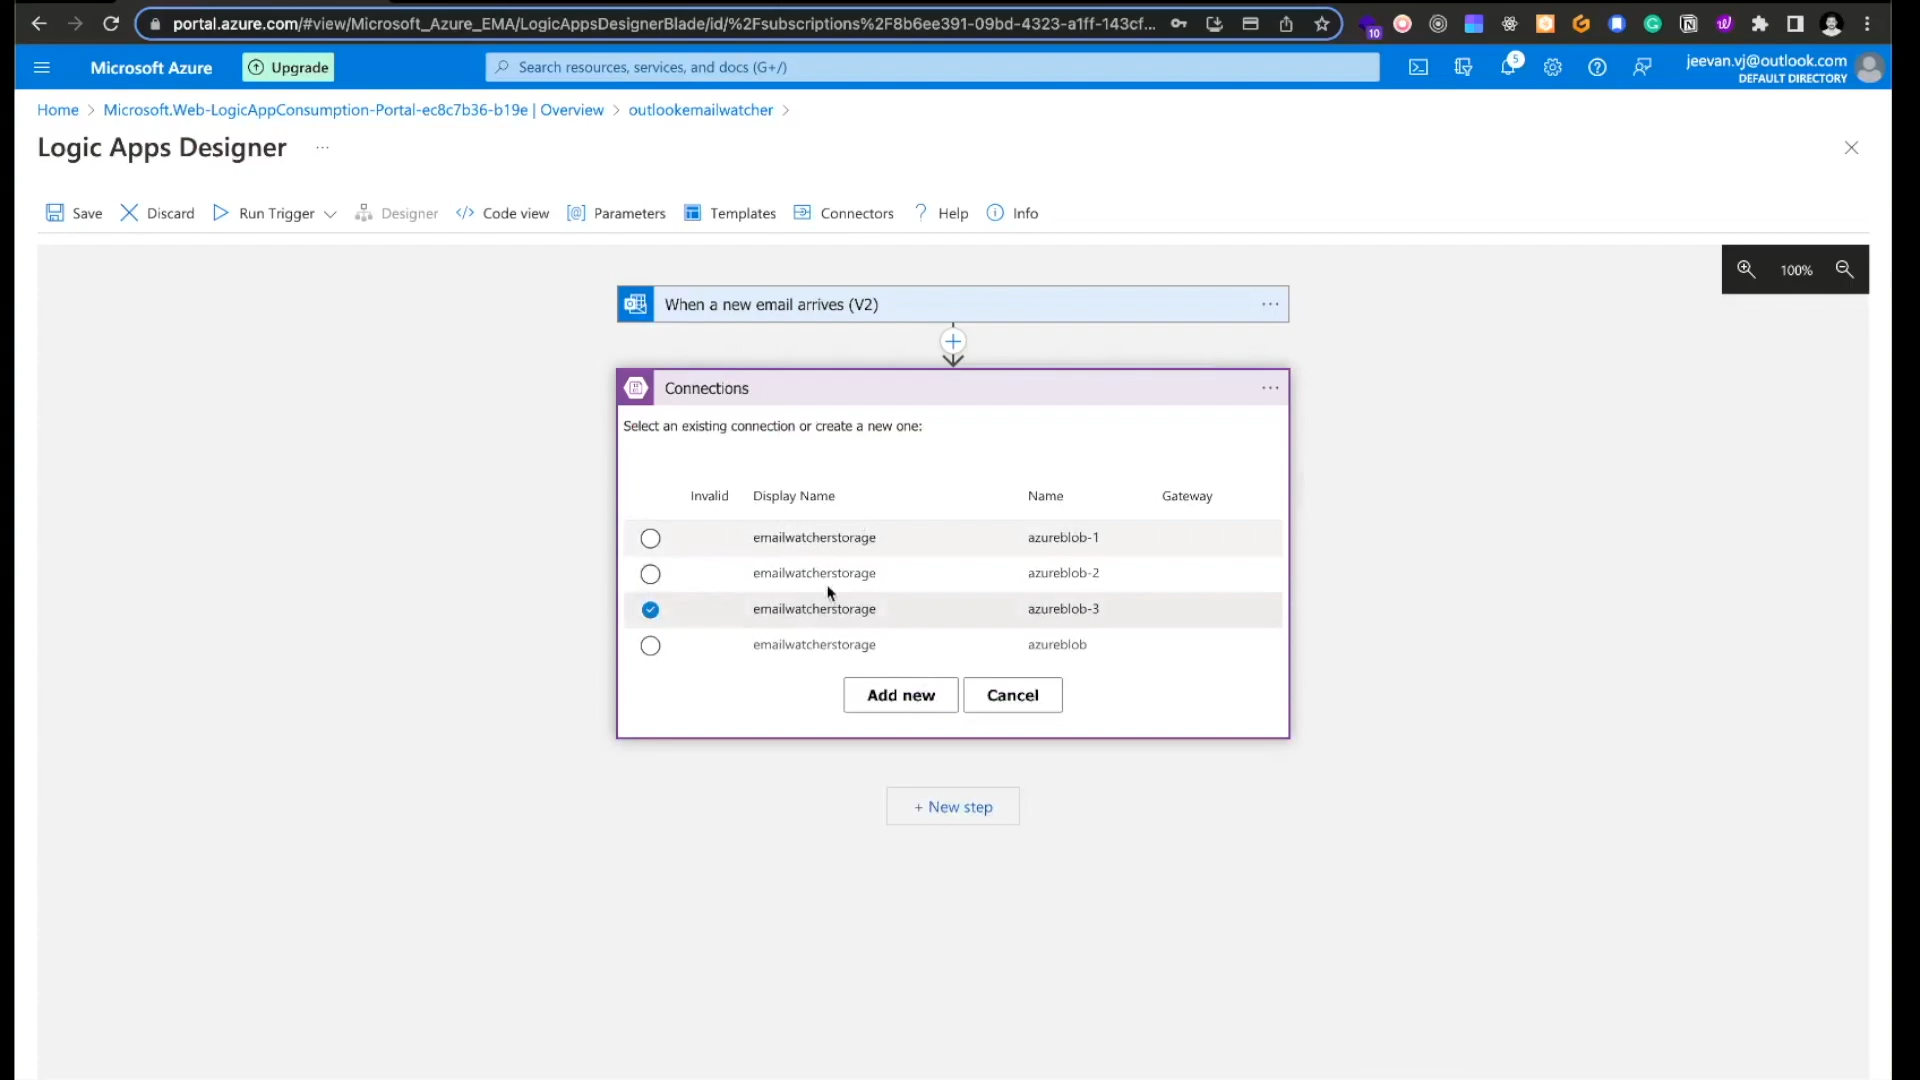 portal.azure.com/#view/Microsoft_Azure_EMA/LogicAppsDesignerBlade/id/%2Fsubscriptions%2F8b6ee391-09bd-4323-a1ff-143cf...
10
Microsoft Azure
Upgrade
Search resources, services, and docs (G+/)
5
jeevan.vj@outlook.com
DEFAULT DIRECTORY
Home > Microsoft.Web-LogicAppConsumption-Portal-ec8c7b36-b19e | Overview > outlookemailwatcher >
Logic Apps Designer ...
Save Discard Run Trigger Designer Code view Parameters Templates Connectors Help Info
100%
When a new email arrives (V2)
Connections
Select an existing connection or create a new one:
Invalid Display Name Name Gateway
emailwatcherstorage azureblob-1
emailwatcherstorage azureblob-2
emailwatcherstorage azureblob-3
emailwatcherstorage azureblob
Add new Cancel
+ New step